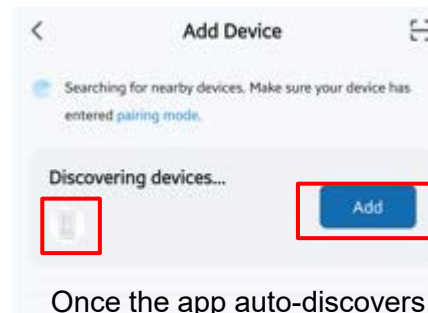 Add Device
Searching for nearby devices. Make sure your device has
entered pairing mode.
Discovering devices...
Add
Once the app auto-discovers